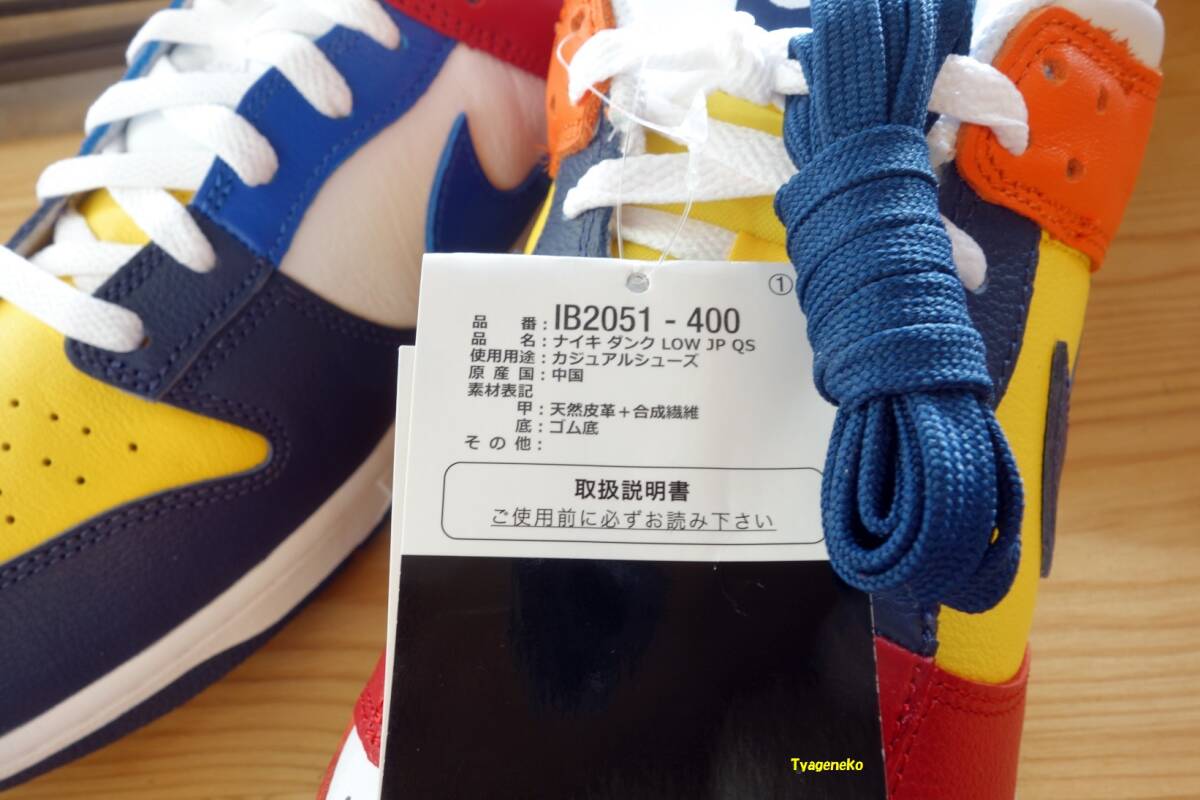 ①
品番：IB2051 - 400
品名：ナイキ ダンク LOW JP QS
使用用途：カジュアルシューズ
原産国：中国
素材表記
甲：天然皮革＋合成繊維
底：ゴム底
その他：
取扱説明書
ご使用前に必ずお読み下さい
Tyageneko